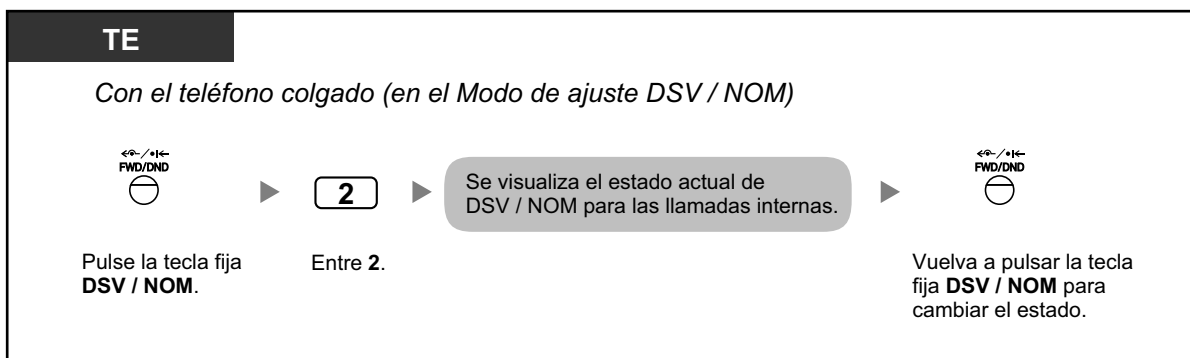 TE
Con el teléfono colgado (en el Modo de ajuste DSV / NOM)
FWD/DND
2
Se visualiza el estado actual de
DSV / NOM para las llamadas internas.
FWD/DND
Pulse la tecla fija
DSV / NOM.
Entre 2.
Vuelva a pulsar la tecla
fija DSV / NOM para
cambiar el estado.